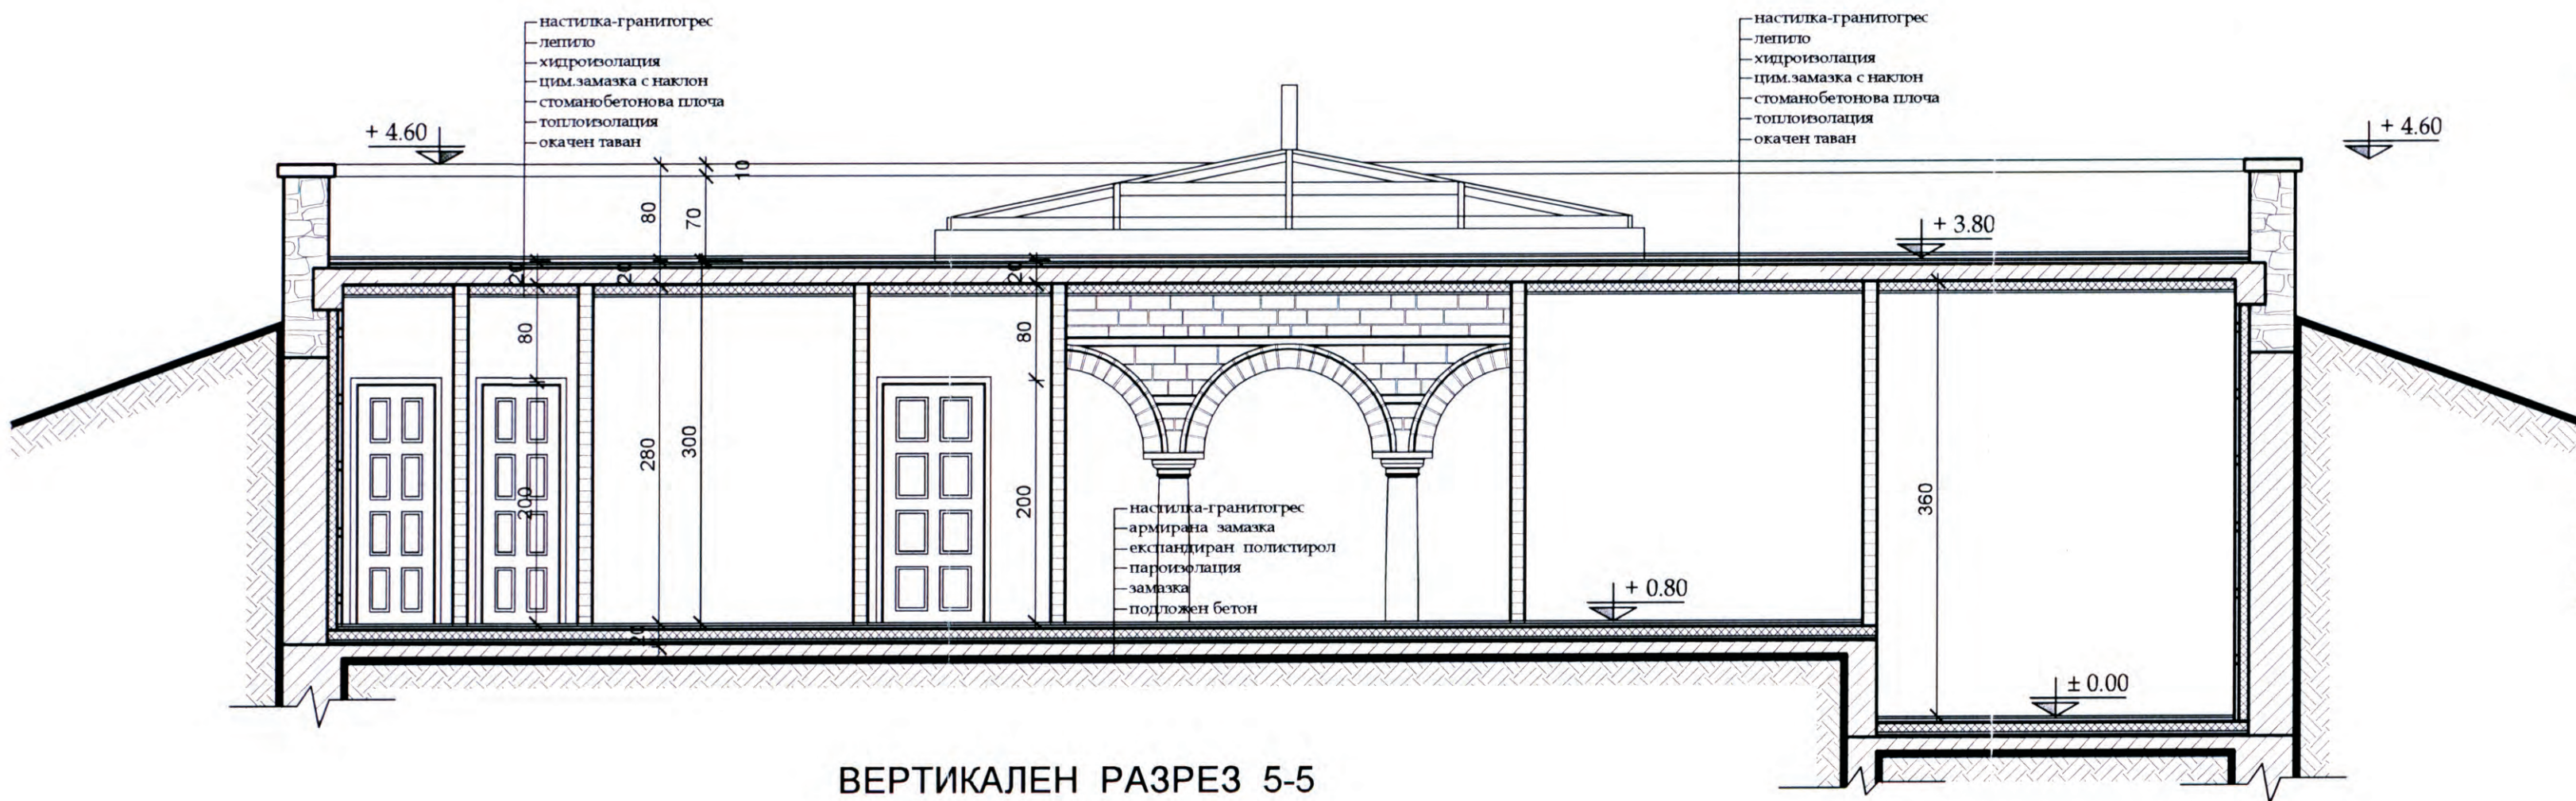 настилка-гранитогрес
лепило
хидроизолация
цим.замазка с наклон
стоманобетонова плоча
топлоизолация
окачен таван
настилка-гранитогрес
лепило
хидроизолация
цим.замазка с наклон
стоманобетонова плоча
топлоизолация
окачен таван
+ 4.60
+ 4.60
10
80
70
+ 3.80
20
20
20
80
80
280
300
200
200
360
настилка-гранитогрес
армирана замазка
експандиран полистирол
пароизолация
замазка
подложен бетон
+ 0.80
20
± 0.00
ВЕРТИКАЛЕН РАЗРЕЗ 5-5